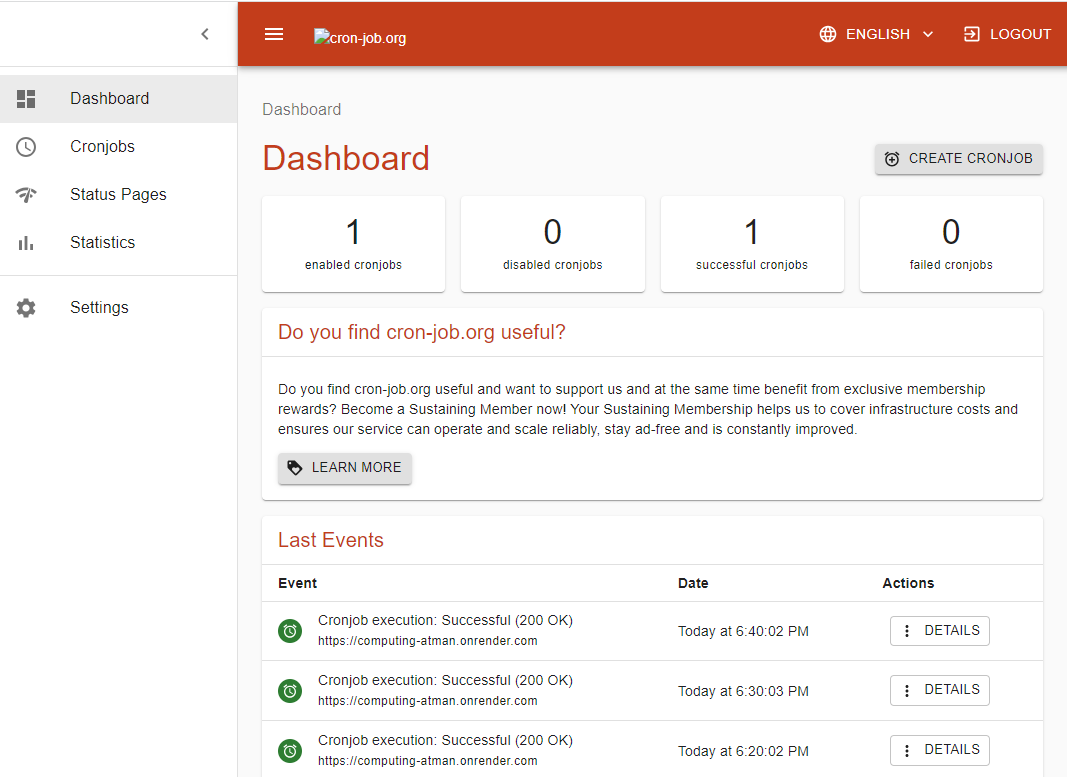 cron-job.org
ENGLISH
LOGOUT
Dashboard
Cronjobs
Status Pages
Statistics
Settings
Dashboard
Dashboard
CREATE CRONJOB
1
enabled cronjobs
0
disabled cronjobs
1
successful cronjobs
0
failed cronjobs
Do you find cron-job.org useful?
Do you find cron-job.org useful and want to support us and at the same time benefit from exclusive membership
rewards? Become a Sustaining Member now! Your Sustaining Membership helps us to cover infrastructure costs and
ensures our service can operate and scale reliably, stay ad-free and is constantly improved.
LEARN MORE
Last Events
Event Date Actions
Cronjob execution: Successful (200 OK)
https://computing-atman.onrender.com
Today at 6:40:02 PM
DETAILS
Cronjob execution: Successful (200 OK)
https://computing-atman.onrender.com
Today at 6:30:03 PM
DETAILS
Cronjob execution: Successful (200 OK)
https://computing-atman.onrender.com
Today at 6:20:02 PM
DETAILS